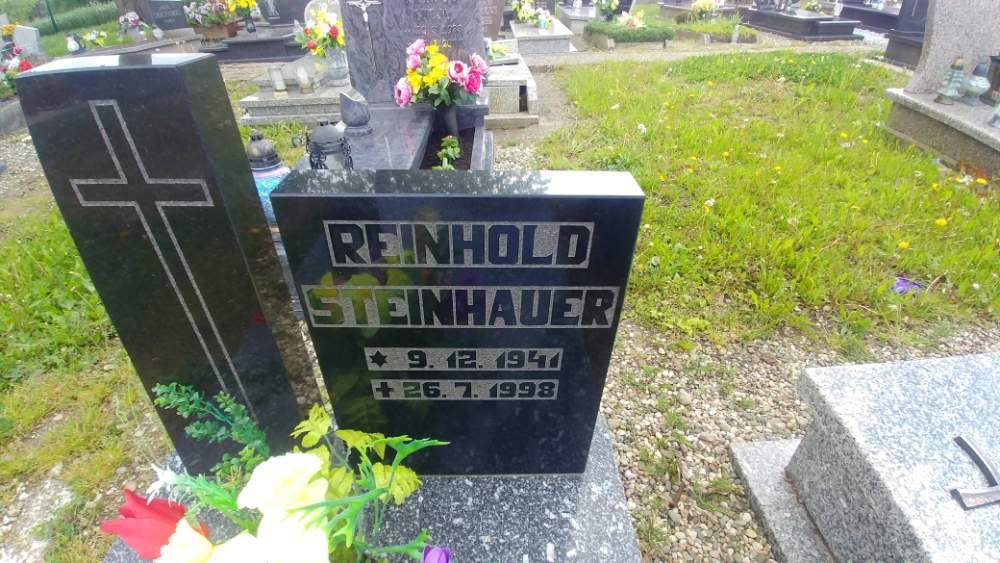 REINHOLD
STEINHAUER
* 9. 12. 1941
† 26. 7. 1998